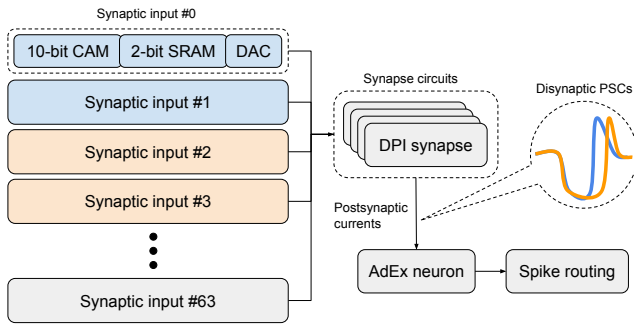 Synaptic input #0
10-bit CAM 2-bit SRAM DAC
Synaptic input #1
Synaptic input #2
Synaptic input #3
Synaptic input #63
Synapse circuits
DPI synapse
Disynaptic PSCs
Postsynaptic
currents
AdEx neuron
Spike routing